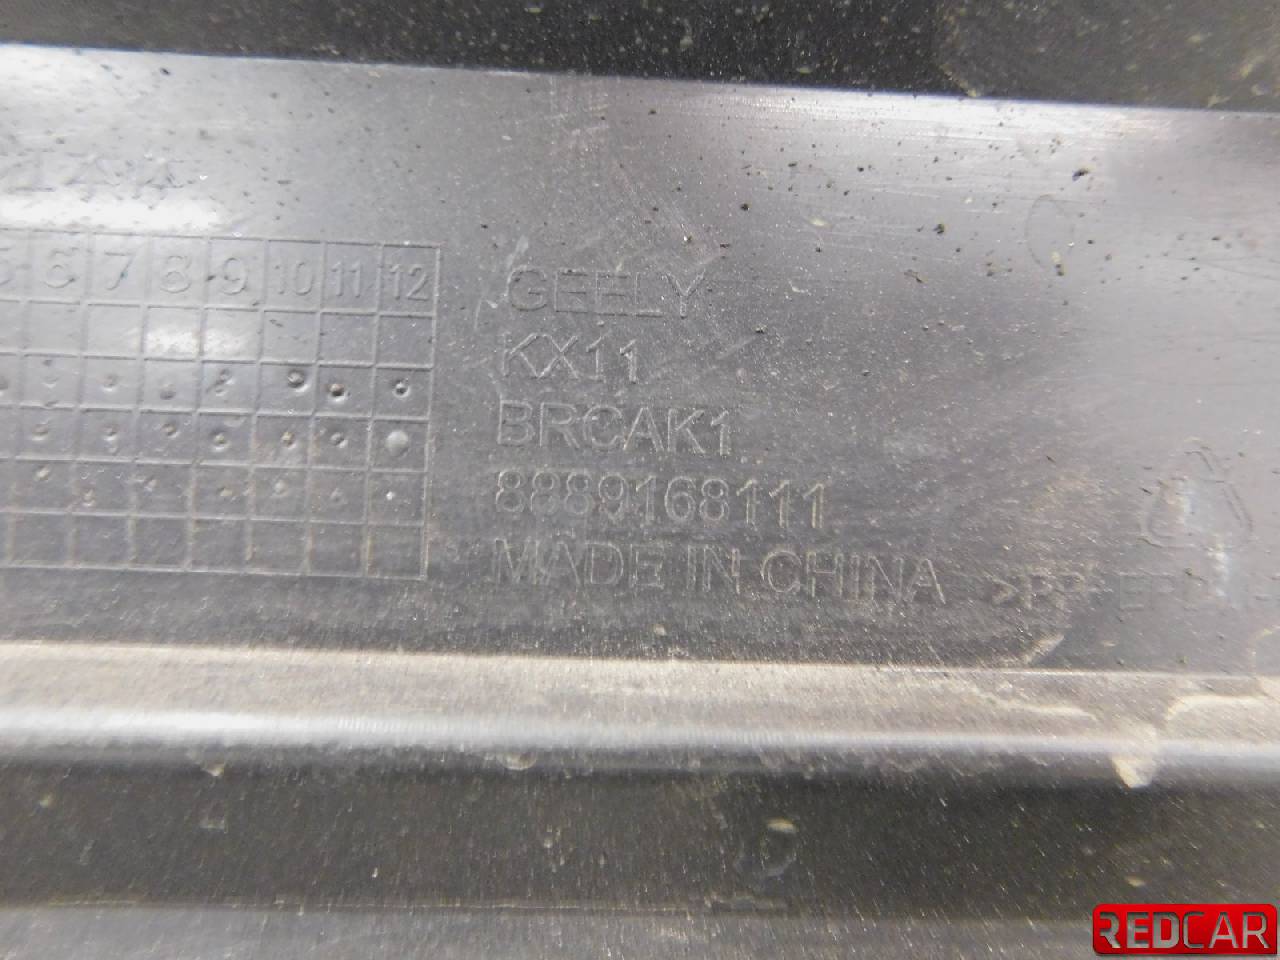 5 6 7 8 9 10 11 12
GEELY
KX11
BRCAK1
8889168111
MADE IN CHINA
REDCAR